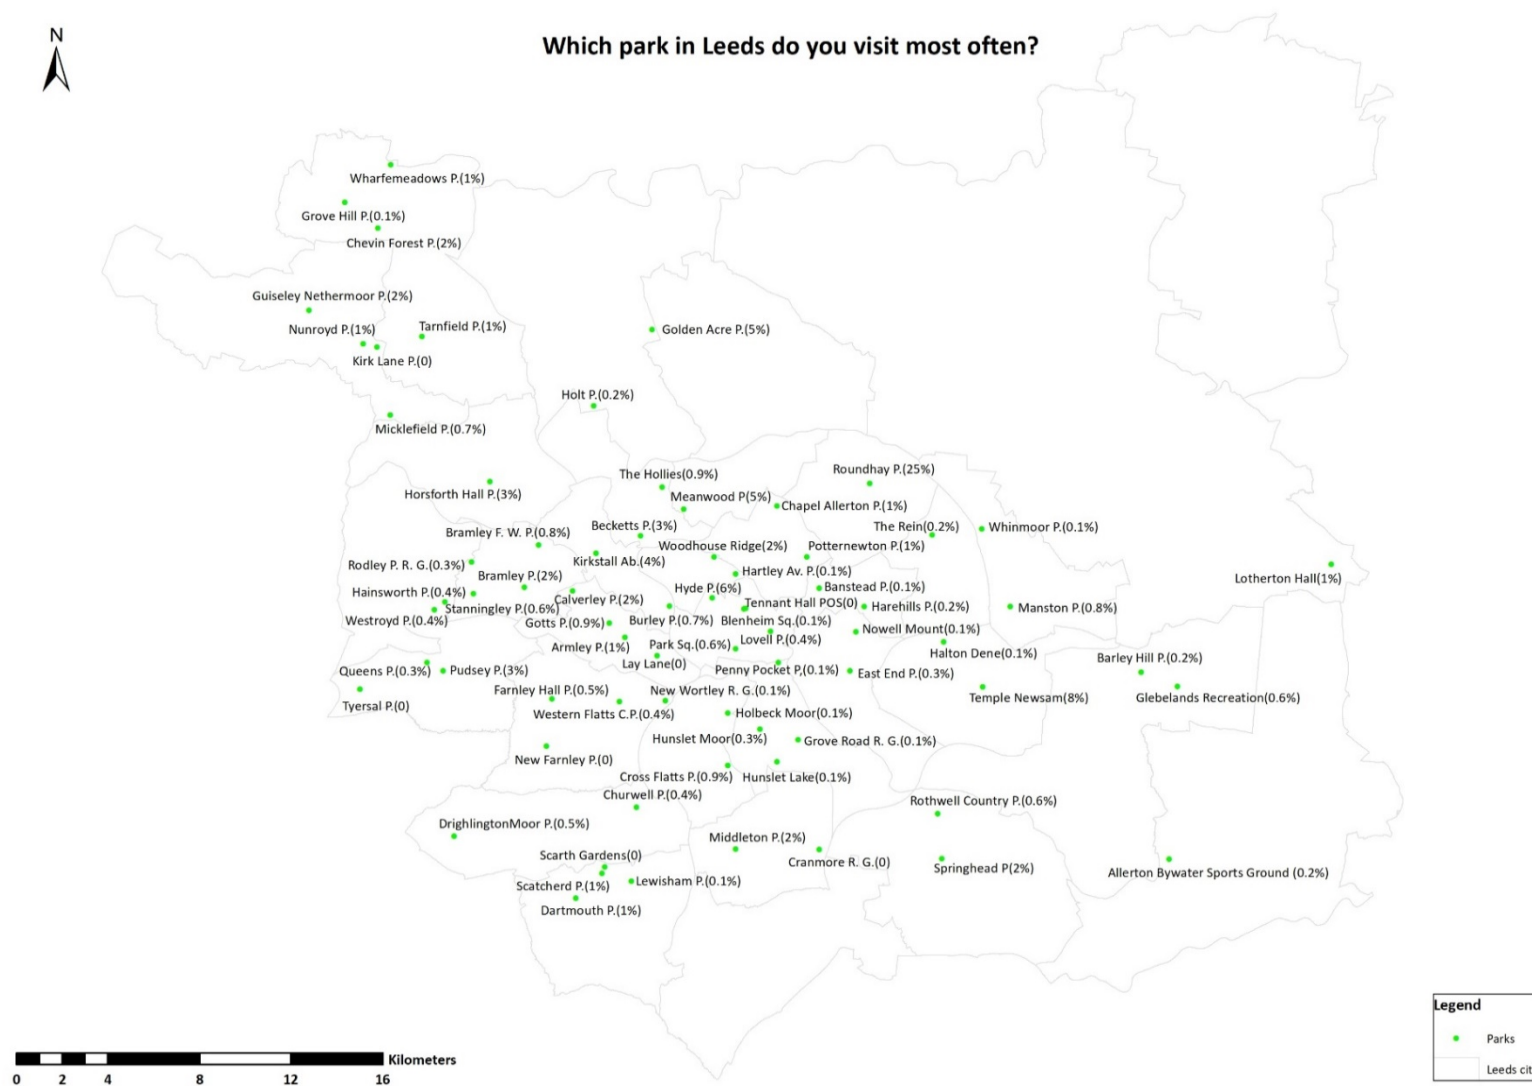 N
Which park in Leeds do you visit most often?
Wharfemeadows P.(1%)
Grove Hill P.(0.1%)
Chevin Forest P.(2%)
Guiseley Nethermoor P.(2%)
Nunroyd P.(1%)
Tarnfield P.(1%)
Kirk Lane P.(0)
Golden Acre P.(5%)
Holt P.(0.2%)
Micklefield P.(0.7%)
The Hollies(0.9%)
Roundhay P.(25%)
Horsforth Hall P.(3%)
Meanwood P(5%)
Chapel Allerton P.(1%)
Bramley F. W. P.(0.8%)
Becketts P.(3%)
The Rein(0.2%)
Whinmoor P.(0.1%)
Woodhouse Ridge(2%)
Potternewton P.(1%)
Rodley P. R. G.(0.3%)
Kirkstall Ab.(4%)
Hartley Av. P.(0.1%)
Lotherton Hall(1%)
Bramley P.(2%)
Hyde P.(6%)
Banstead P.(0.1%)
Hainsworth P.(0.4%)
Calverley P.(2%)
Tennant Hall POS(0)
Harehills P.(0.2%)
Manston P.(0.8%)
Stanningley P.(0.6%)
Westroyd P.(0.4%)
Gotts P.(0.9%)
Burley P.(0.7%)
Blenheim Sq.(0.1%)
Nowell Mount(0.1%)
Armley P.(1%)
Park Sq.(0.6%)
Lovell P.(0.4%)
Halton Dene(0.1%)
Lay Lane(0)
Barley Hill P.(0.2%)
Queens P.(0.3%)
Pudsey P.(3%)
Penny Pocket P,(0.1%)
East End P.(0.3%)
Farnley Hall P.(0.5%)
New Wortley R. G.(0.1%)
Temple Newsam(8%)
Glebelands Recreation(0.6%)
Tyersal P.(0)
Western Flatts C.P.(0.4%)
Holbeck Moor(0.1%)
Hunslet Moor(0.3%)
Grove Road R. G.(0.1%)
New Farnley P.(0)
Cross Flatts P.(0.9%)
Hunslet Lake(0.1%)
Churwell P.(0.4%)
Rothwell Country P.(0.6%)
DrighlingtonMoor P.(0.5%)
Middleton P.(2%)
Scarth Gardens(0)
Cranmore R. G.(0)
Springhead P(2%)
Allerton Bywater Sports Ground (0.2%)
Scatcherd P.(1%)
Lewisham P.(0.1%)
Dartmouth P.(1%)
Legend
Parks
Leeds cit
Kilometers
0 2 4 8 12 16